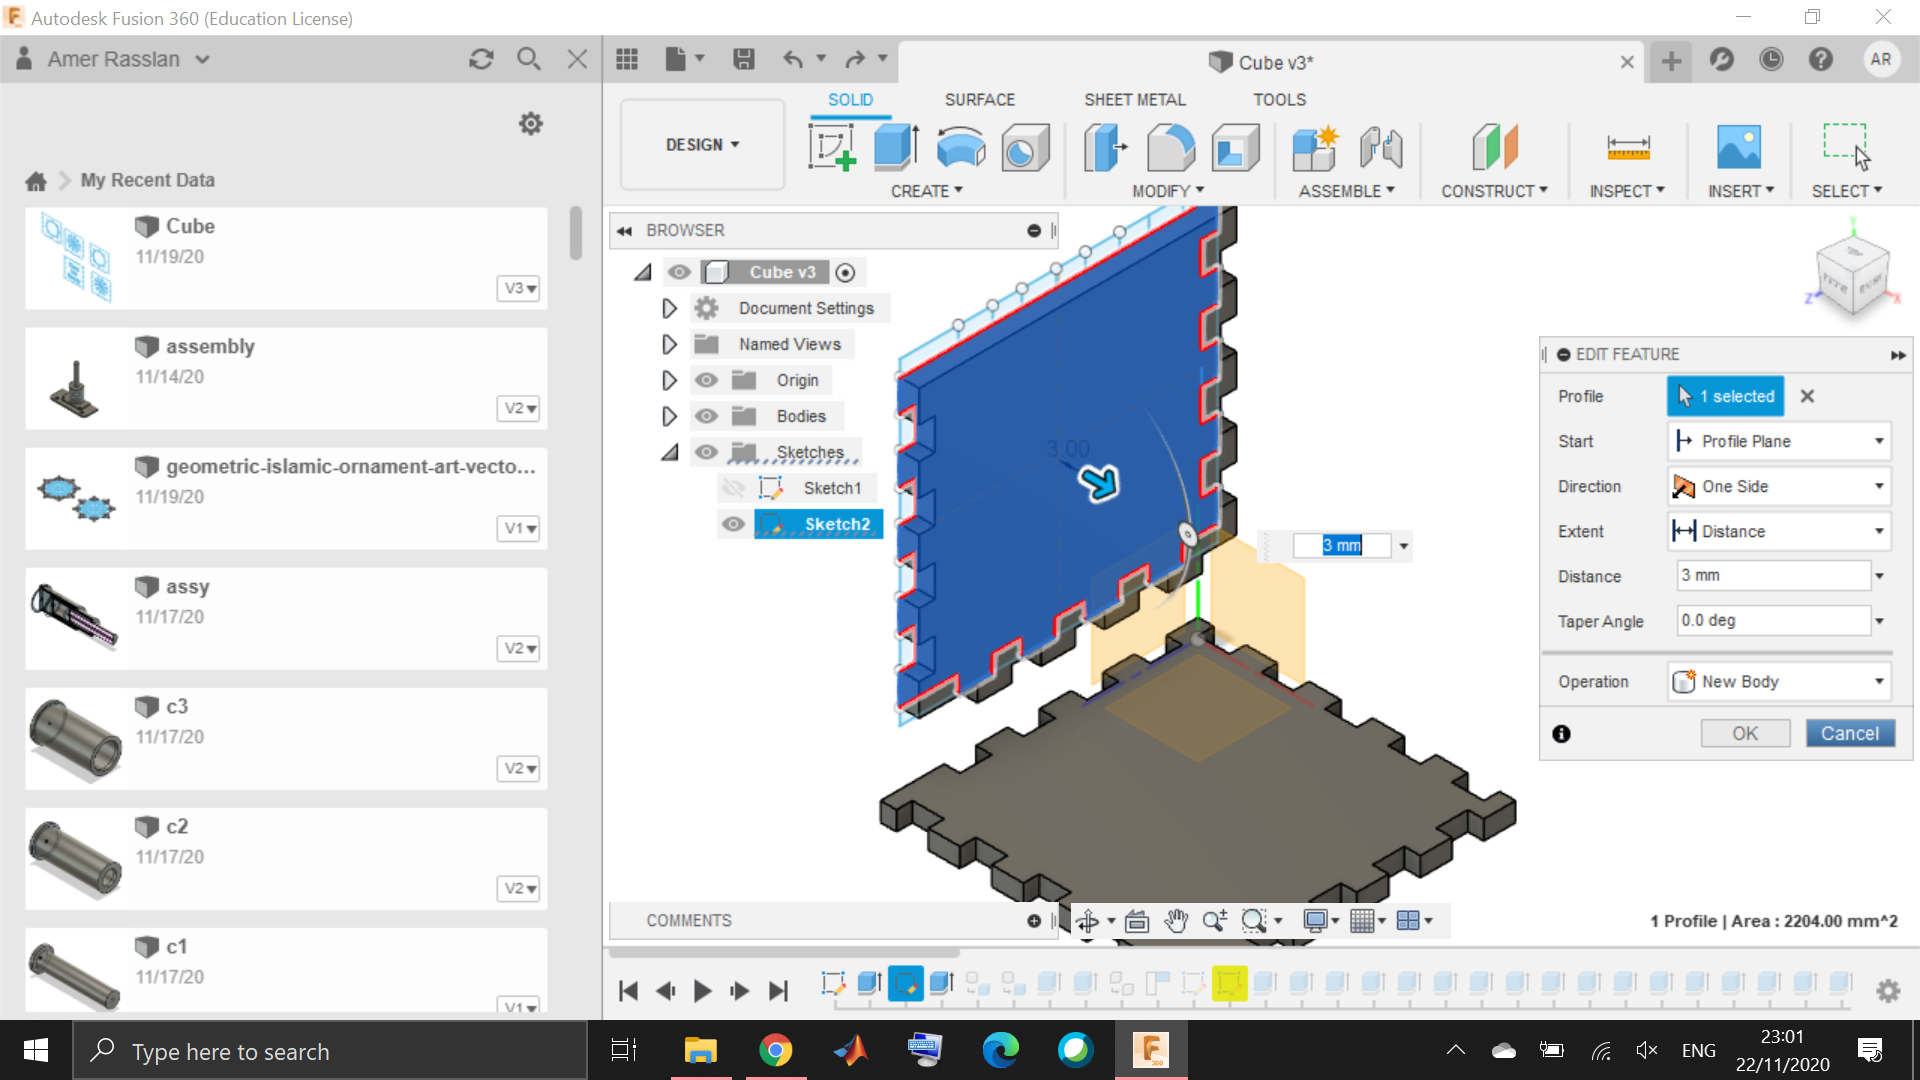 Autodesk Fusion 360 (Education License)
Amer Rasslan
Cube v3*
AR
My Recent Data
Cube
11/19/20
V3
assembly
11/14/20
V2
geometric-islamic-ornament-art-vecto...
11/19/20
V1
assy
11/17/20
V2
c3
11/17/20
V2
c2
11/17/20
V2
c1
11/17/20
V1
DESIGN
SOLID SURFACE SHEET METAL TOOLS
CREATE MODIFY ASSEMBLE CONSTRUCT INSPECT INSERT SELECT
BROWSER
Cube v3
Document Settings
Named Views
Origin
Bodies
Sketches
Sketch1
Sketch2
3.00
3 mm
Y
Z
X
EDIT FEATURE
Profile 1 selected
Start Profile Plane
Direction One Side
Extent Distance
Distance 3 mm
Taper Angle 0.0 deg
Operation New Body
OK Cancel
COMMENTS
1 Profile | Area : 2204.00 mm^2
Type here to search
F
360
ENG
23:01
22/11/2020